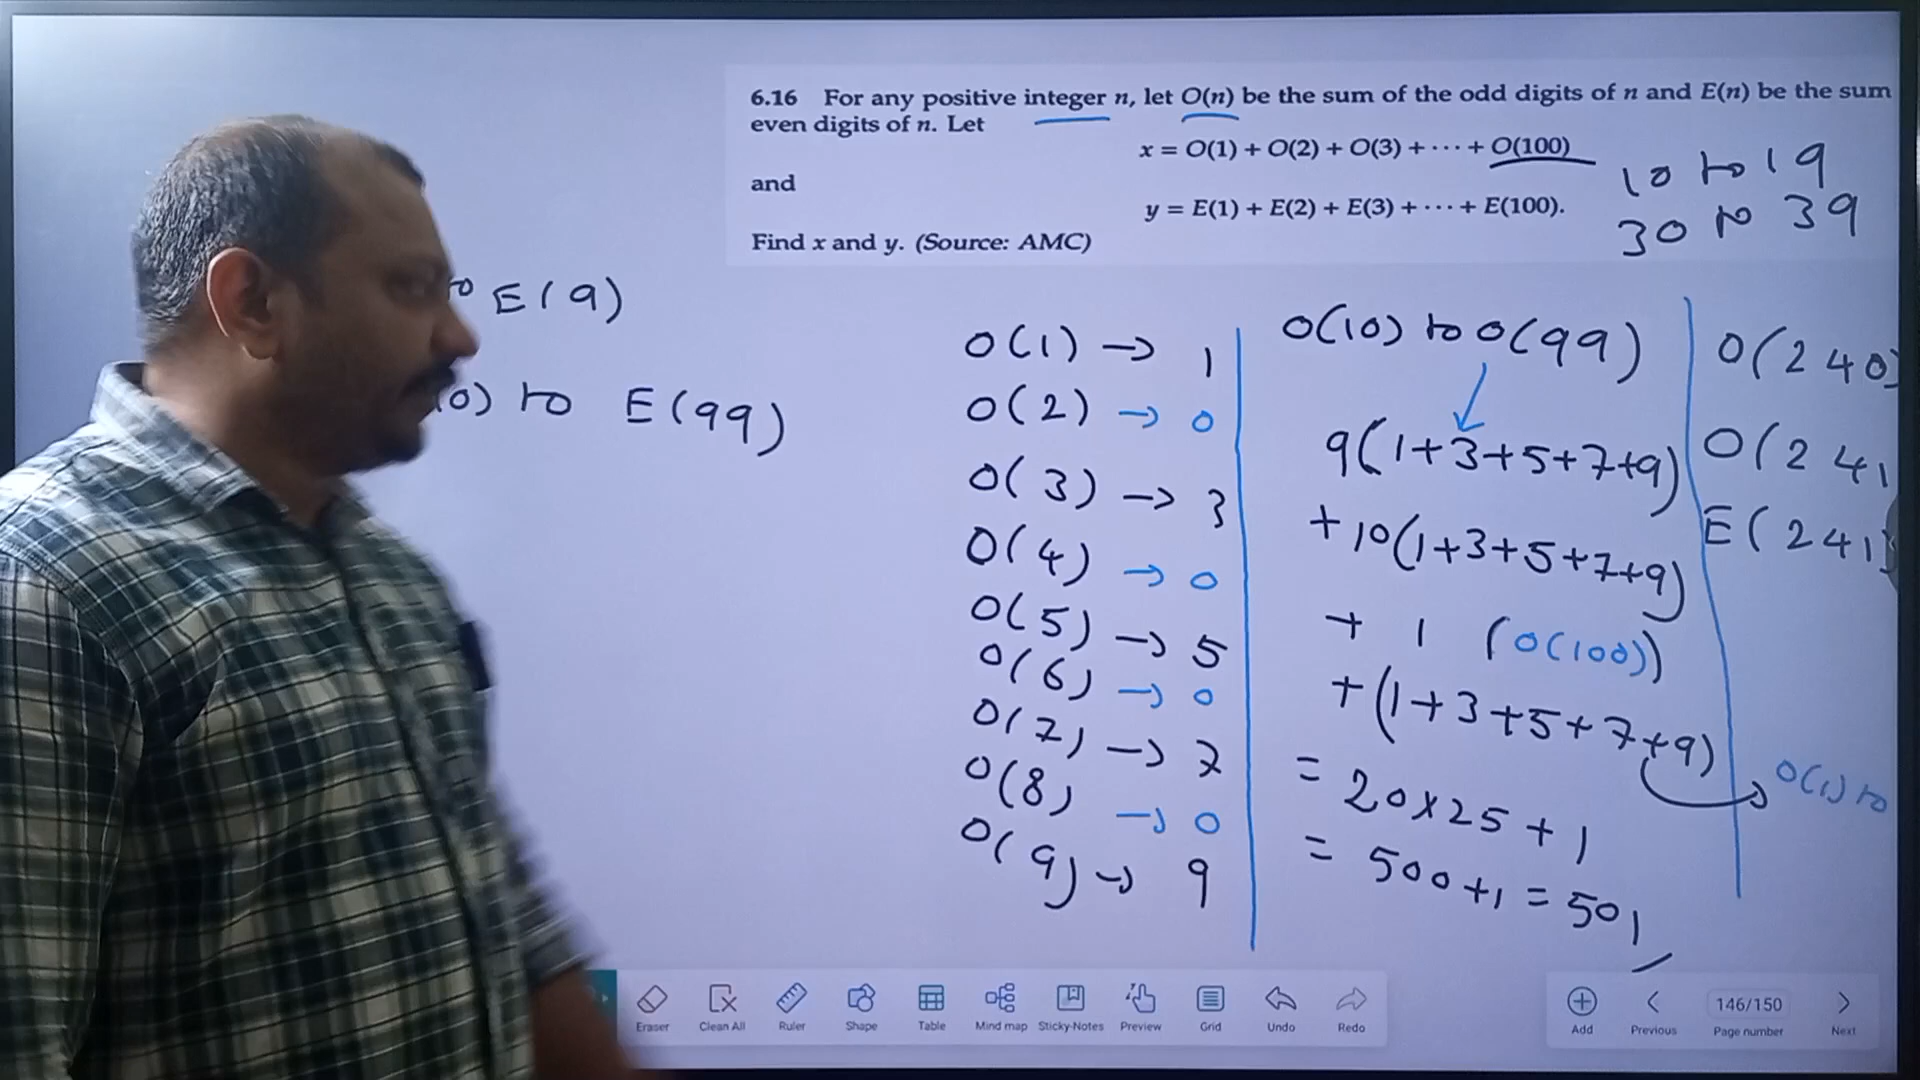 6.16 For any positive integer n, let O(n) be the sum of the odd digits of n and E(n) be the sum
even digits of n. Let
x = O(1) + O(2) + O(3) + ··· + O(100)
and
y = E(1) + E(2) + E(3) + ··· + E(100).
Find x and y. (Source: AMC)
10 to 19
30 to 39
E(9)
to E(99)
O(1) → 1
O(2) → 0
O(3) → 3
O(4) → 0
O(5) → 5
O(6) → 0
O(7) → 7
O(8) → 0
O(9) → 9
O(10) to O(99)
9(1+3+5+7+9)
+10(1+3+5+7+9)
+ 1 (O(100))
+(1+3+5+7+9)
= 20x25+1
= 500+1 = 501
O(240)
O(241
E(241)
O(1) to
Eraser Clean All Ruler Shape Table Mind map Sticky-Notes Preview Grid Undo Redo
Add Previous 146/150 Page number Next